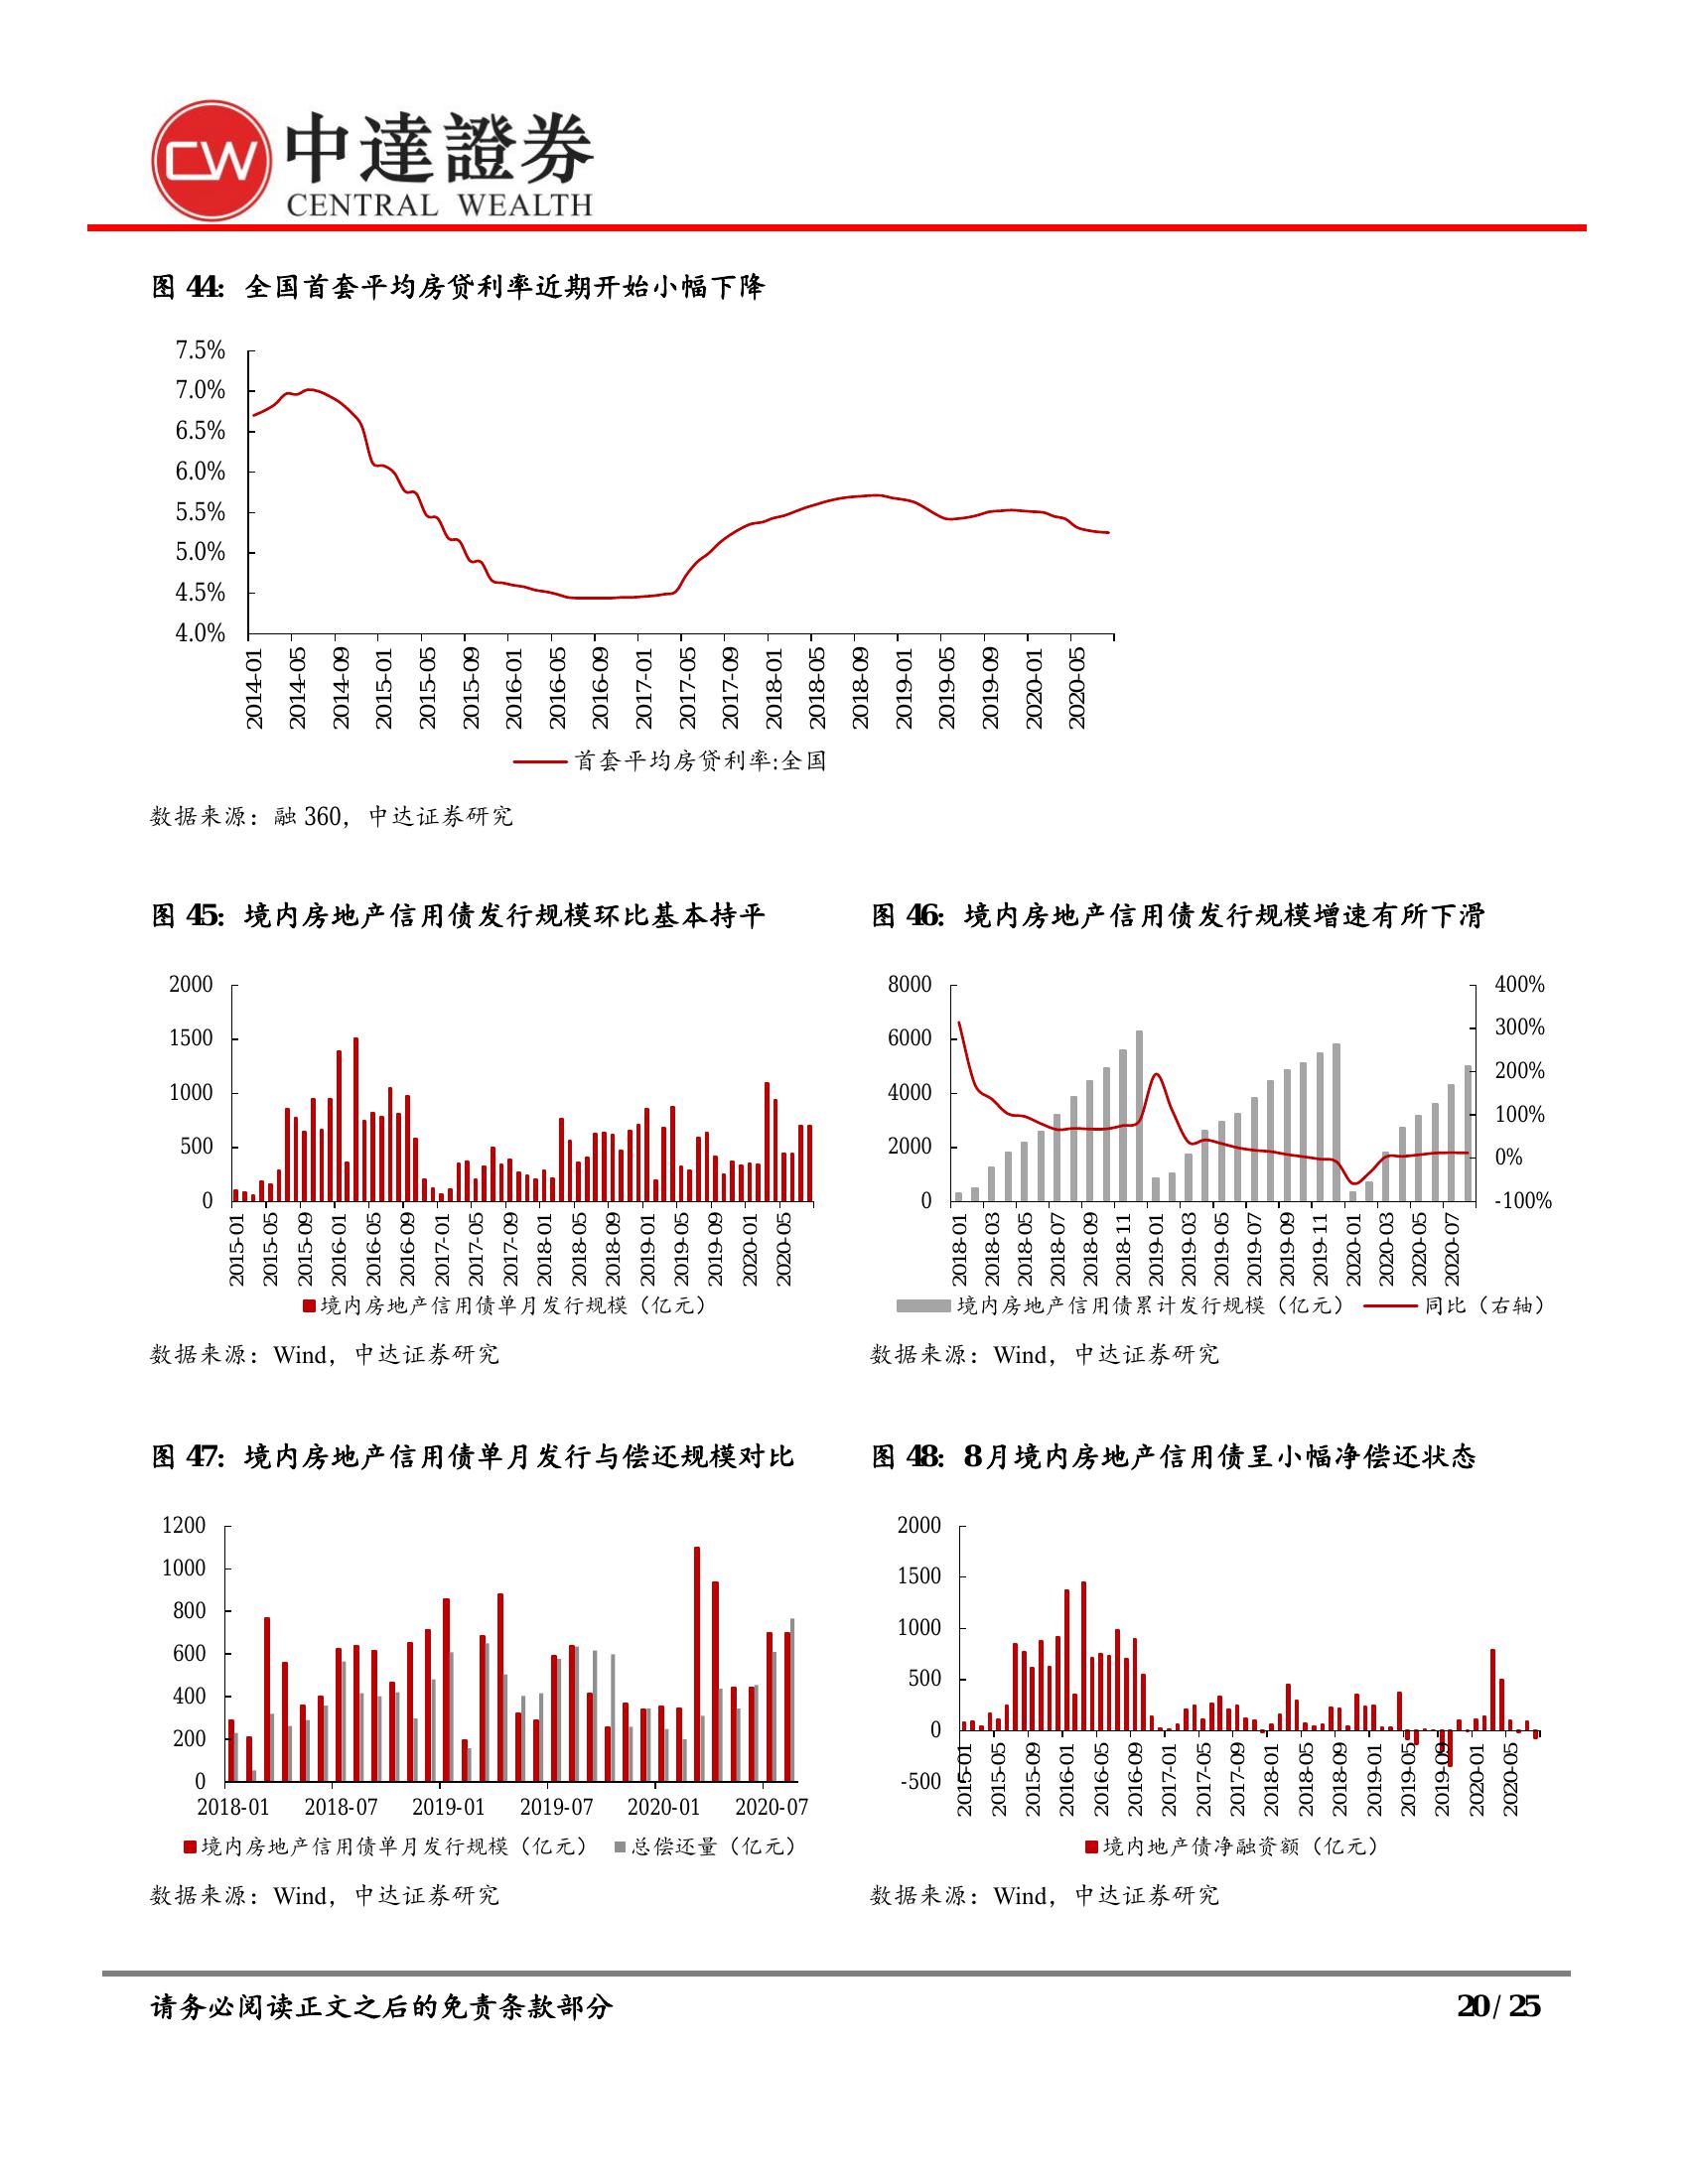 CW 中達證券
CENTRAL WEALTH
图 44：全国首套平均房贷利率近期开始小幅下降
7.5%
7.0%
6.5%
6.0%
5.5%
5.0%
4.5%
4.0%
2014-01 2014-05 2014-09 2015-01 2015-05 2015-09 2016-01 2016-05 2016-09 2017-01 2017-05 2017-09 2018-01 2018-05 2018-09 2019-01 2019-05 2019-09 2020-01 2020-05
首套平均房贷利率:全国
数据来源：融 360，中达证券研究
图 45：境内房地产信用债发行规模环比基本持平
2000
1500
1000
500
0
2015-01 2015-05 2015-09 2016-01 2016-05 2016-09 2017-01 2017-05 2017-09 2018-01 2018-05 2018-09 2019-01 2019-05 2019-09 2020-01 2020-05
境内房地产信用债单月发行规模（亿元）
数据来源：Wind，中达证券研究
图 46：境内房地产信用债发行规模增速有所下滑
8000
6000
4000
2000
0
400%
300%
200%
100%
0%
-100%
2018-01 2018-03 2018-05 2018-07 2018-09 2018-11 2019-01 2019-03 2019-05 2019-07 2019-09 2019-11 2020-01 2020-03 2020-05 2020-07
境内房地产信用债累计发行规模（亿元） 同比（右轴）
数据来源：Wind，中达证券研究
图 47：境内房地产信用债单月发行与偿还规模对比
1200
1000
800
600
400
200
0
2018-01 2018-07 2019-01 2019-07 2020-01 2020-07
境内房地产信用债单月发行规模（亿元） 总偿还量（亿元）
数据来源：Wind，中达证券研究
图 48：8 月境内房地产信用债呈小幅净偿还状态
2000
1500
1000
500
0
-500
2015-01 2015-05 2015-09 2016-01 2016-05 2016-09 2017-01 2017-05 2017-09 2018-01 2018-05 2018-09 2019-01 2019-05 2019-09 2020-01 2020-05
境内地产债净融资额（亿元）
数据来源：Wind，中达证券研究
请务必阅读正文之后的免责条款部分
20 / 25